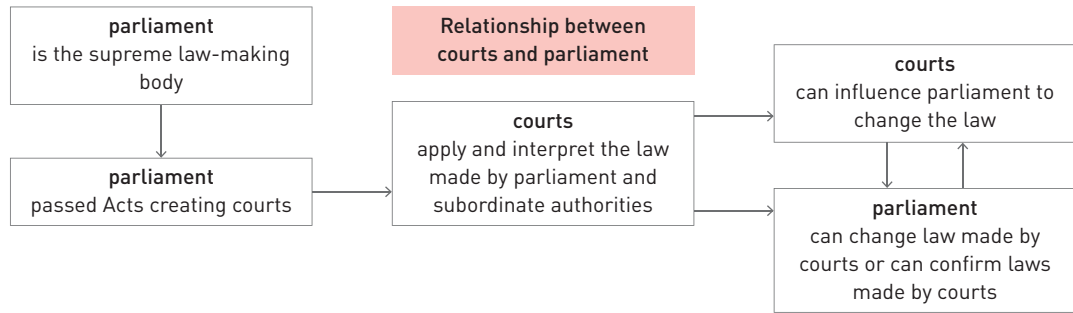 parliament
is the supreme law-making
body
Relationship between
courts and parliament
parliament
passed Acts creating courts
courts
apply and interpret the law
made by parliament and
subordinate authorities
courts
can influence parliament to
change the law
parliament
can change law made by
courts or can confirm laws
made by courts